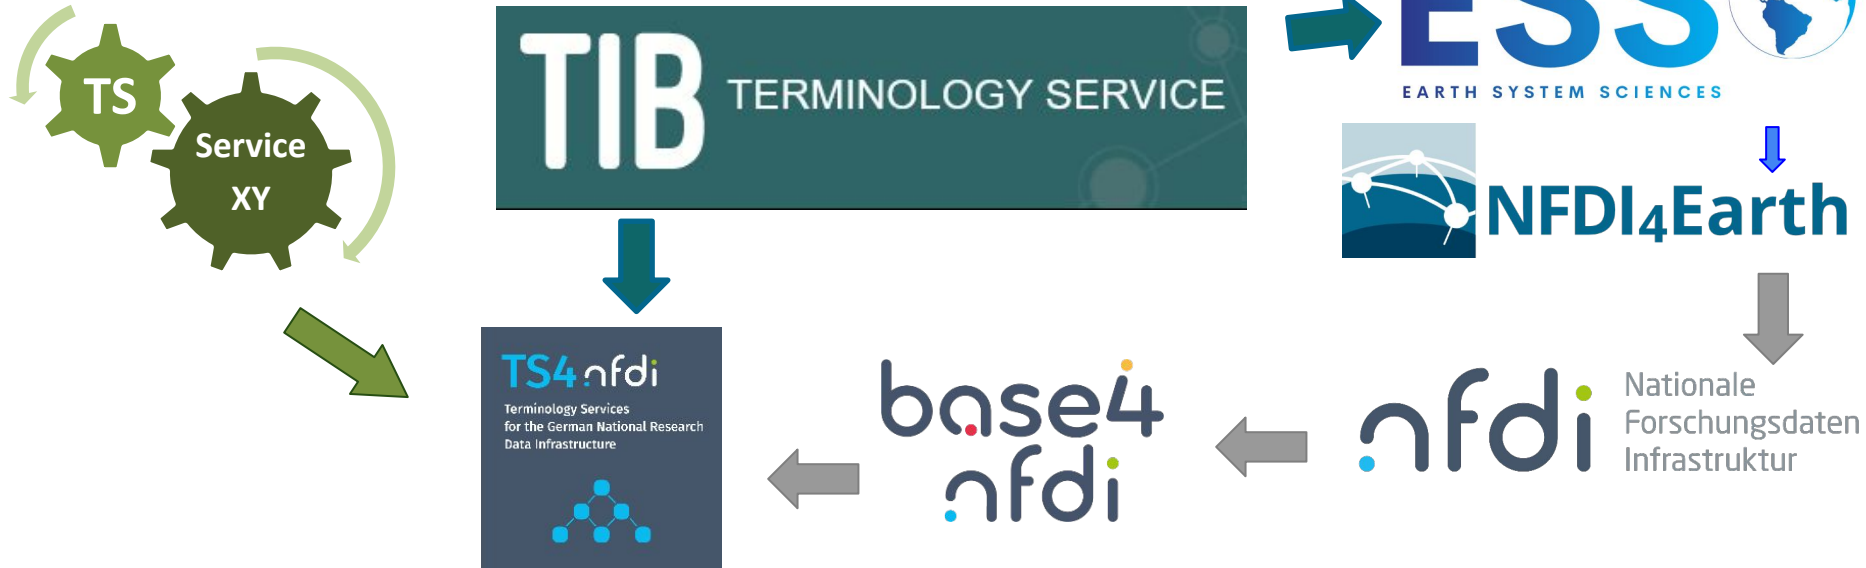 TS
Service
XY
TIB TERMINOLOGY SERVICE
ESS
EARTH SYSTEM SCIENCES
NFDI4Earth
TS4nfdi
Terminology Services
for the German National Research
Data Infrastructure
base4
nfdi
nfdi
Nationale
Forschungsdaten
Infrastruktur